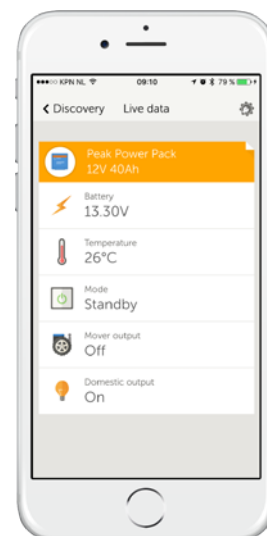 KPN NL 09:10 79 %
Discovery Live data
Peak Power Pack
12V 40Ah
Battery
13.30V
Temperature
26°C
Mode
Standby
Mover output
Off
Domestic output
On